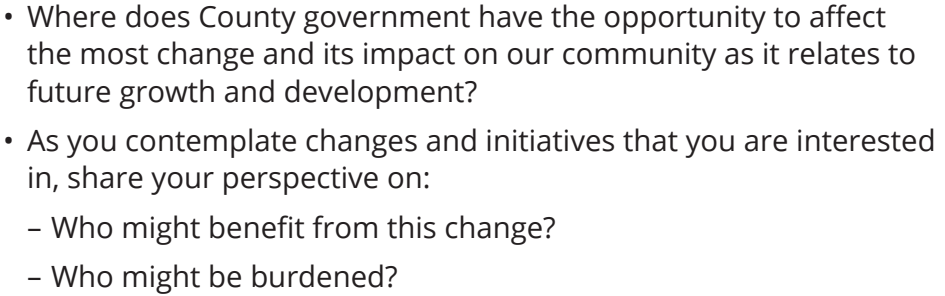 • Where does County government have the opportunity to affect
the most change and its impact on our community as it relates to
future growth and development?
• As you contemplate changes and initiatives that you are interested
in, share your perspective on:
– Who might benefit from this change?
– Who might be burdened?